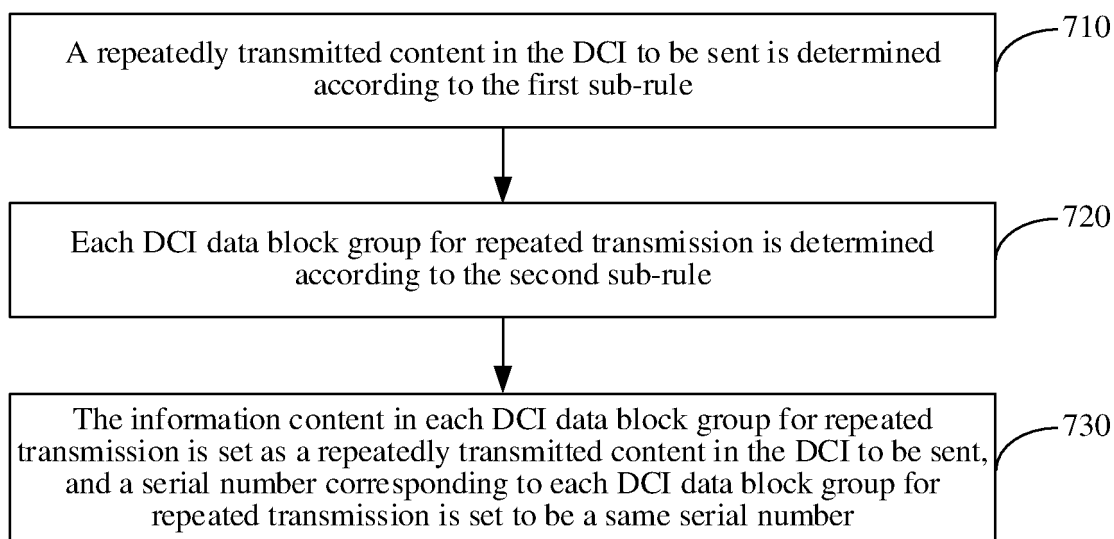 A repeatedly transmitted content in the DCI to be sent is determined
according to the first sub-rule
710
Each DCI data block group for repeated transmission is determined
according to the second sub-rule
720
The information content in each DCI data block group for repeated
transmission is set as a repeatedly transmitted content in the DCI to be sent,
and a serial number corresponding to each DCI data block group for
repeated transmission is set to be a same serial number
730